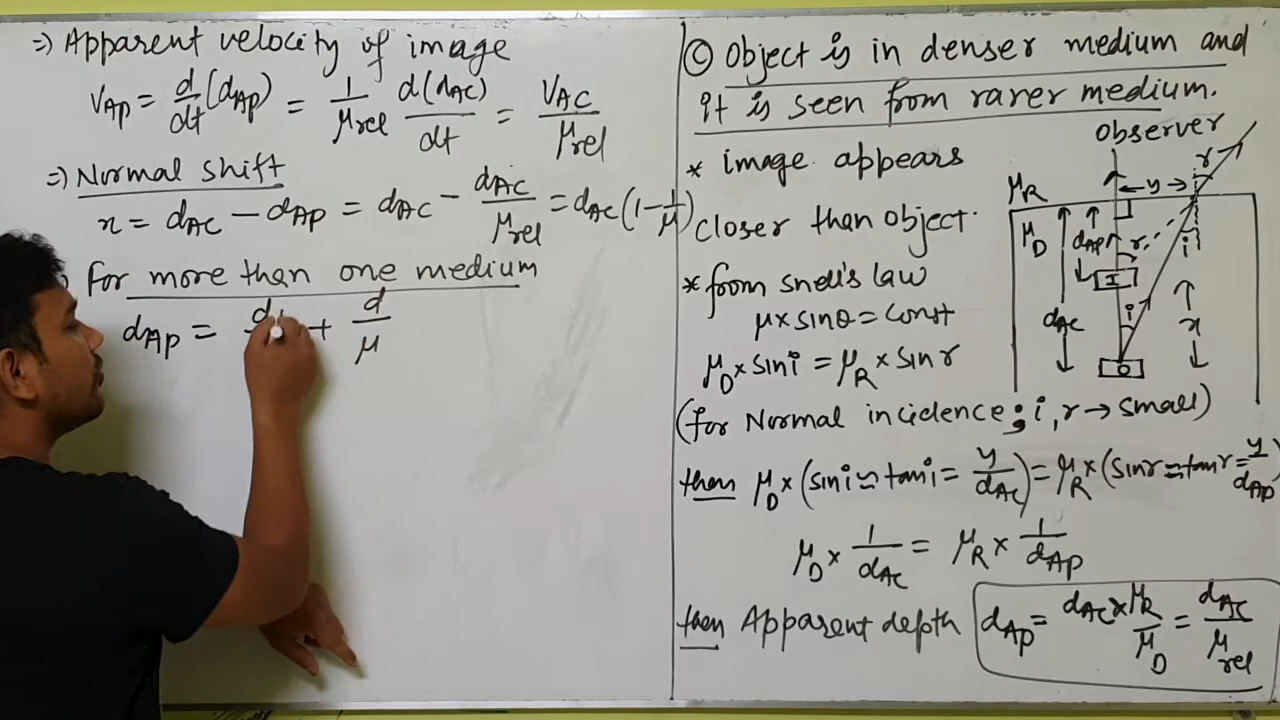 ⇒) Apparent velocity of image
V_Ap = d/dt (d_Ap) = 1/μ_rel d(d_AC)/dt = V_AC/μ_rel
⇒) Normal shift
x = d_AC − d_AP = d_AC − d_AC/μ_rel = d_AC (1 − 1/μ)
For more than one medium
d_Ap = + d/μ
© Object is in denser medium and
it is seen from rarer medium.
* image appears
closer than object.
* from snell's law
μ × sinθ = const
μ_D × sin i = μ_R × sin r
(for Normal incidence ; i, r → small)
then μ_D × (sin i ≃ tan i = y/d_AC) = μ_R × (sin r ≃ tan r = y/d_AP)
μ_D × 1/d_AC = μ_R × 1/d_AP
then Apparent depth d_AP = d_AC × μ_R/μ_D = d_AC/μ_rel
Observer
r
μ_R
y
μ_D
d_AP
r
i
I
d_AC
i
x
O